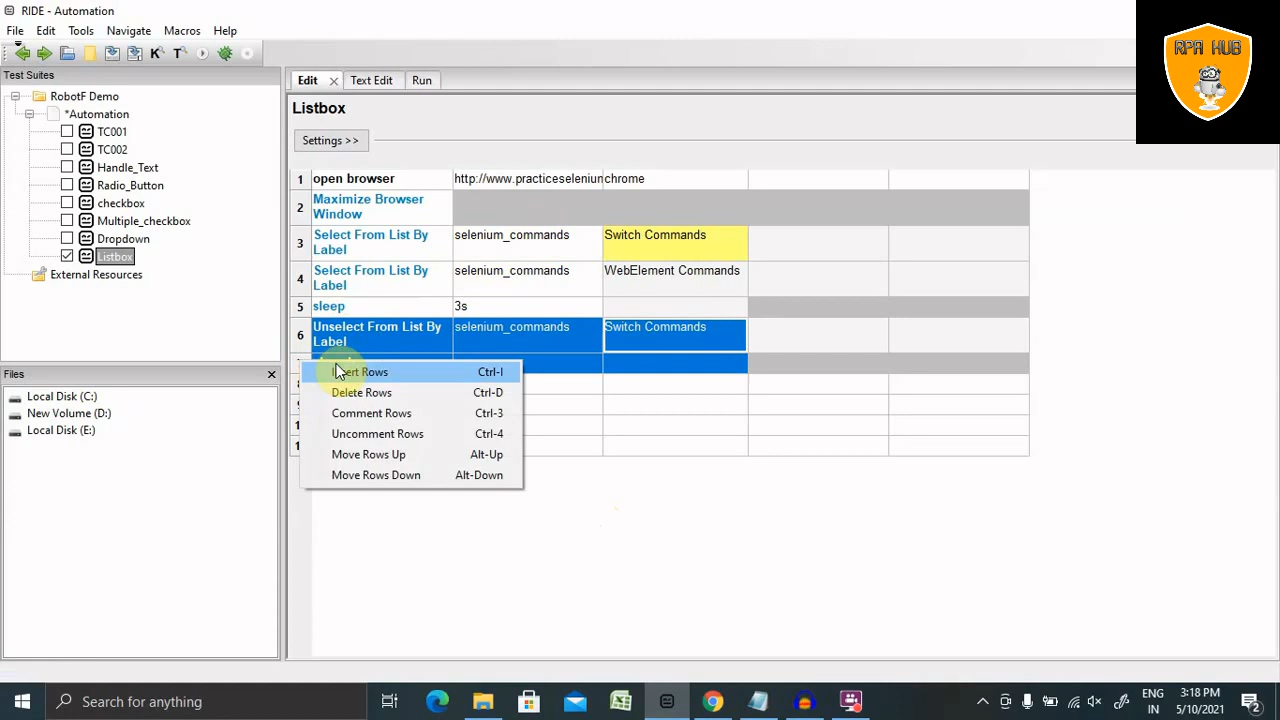 RIDE - Automation
File Edit Tools Navigate Macros Help
RPA HUB
Test Suites
Edit Text Edit Run
RobotF Demo
*Automation
TC001
TC002
Handle_Text
Radio_Button
checkbox
Multiple_checkbox
Dropdown
Listbox
External Resources
Files
Local Disk (C:)
New Volume (D:)
Local Disk (E:)
Listbox
Settings >>
1 open browser http://www.practiceselenium chrome
2 Maximize Browser
Window
3 Select From List By
Label selenium_commands Switch Commands
4 Select From List By
Label selenium_commands WebElement Commands
5 sleep 3s
6 Unselect From List By
Label selenium_commands Switch Commands
Insert Rows Ctrl-I
Delete Rows Ctrl-D
Comment Rows Ctrl-3
Uncomment Rows Ctrl-4
Move Rows Up Alt-Up
Move Rows Down Alt-Down
Search for anything
ENG
IN
3:18 PM
5/10/2021
2